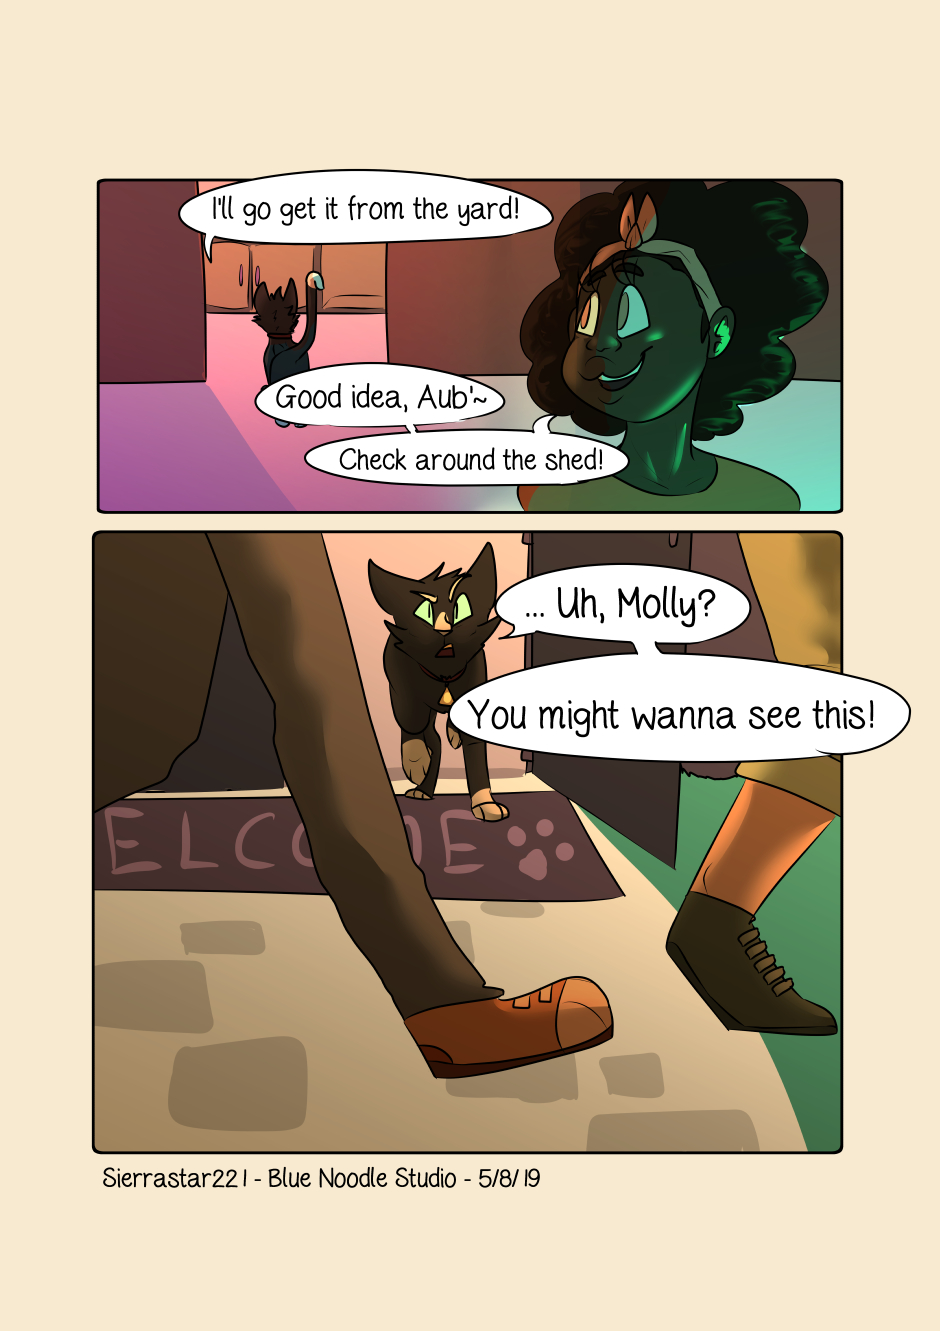 I'll go get it from the yard!
Good idea, Aub'~
Check around the shed!
... Uh, Molly?
You might wanna see this!
ELCOME
Sierrastar221 - Blue Noodle Studio - 5/8/19